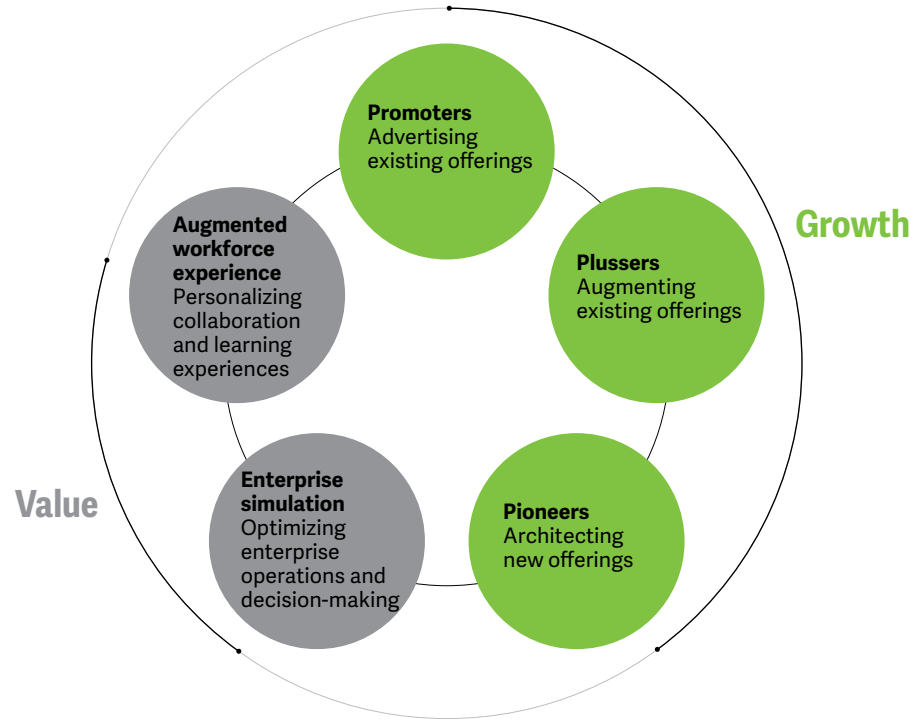 Promoters
Advertising
existing offerings
Growth
Plussers
Augmenting
existing offerings
Pioneers
Architecting
new offerings
Enterprise
simulation
Optimizing
enterprise
operations and
decision-making
Value
Augmented
workforce
experience
Personalizing
collaboration
and learning
experiences